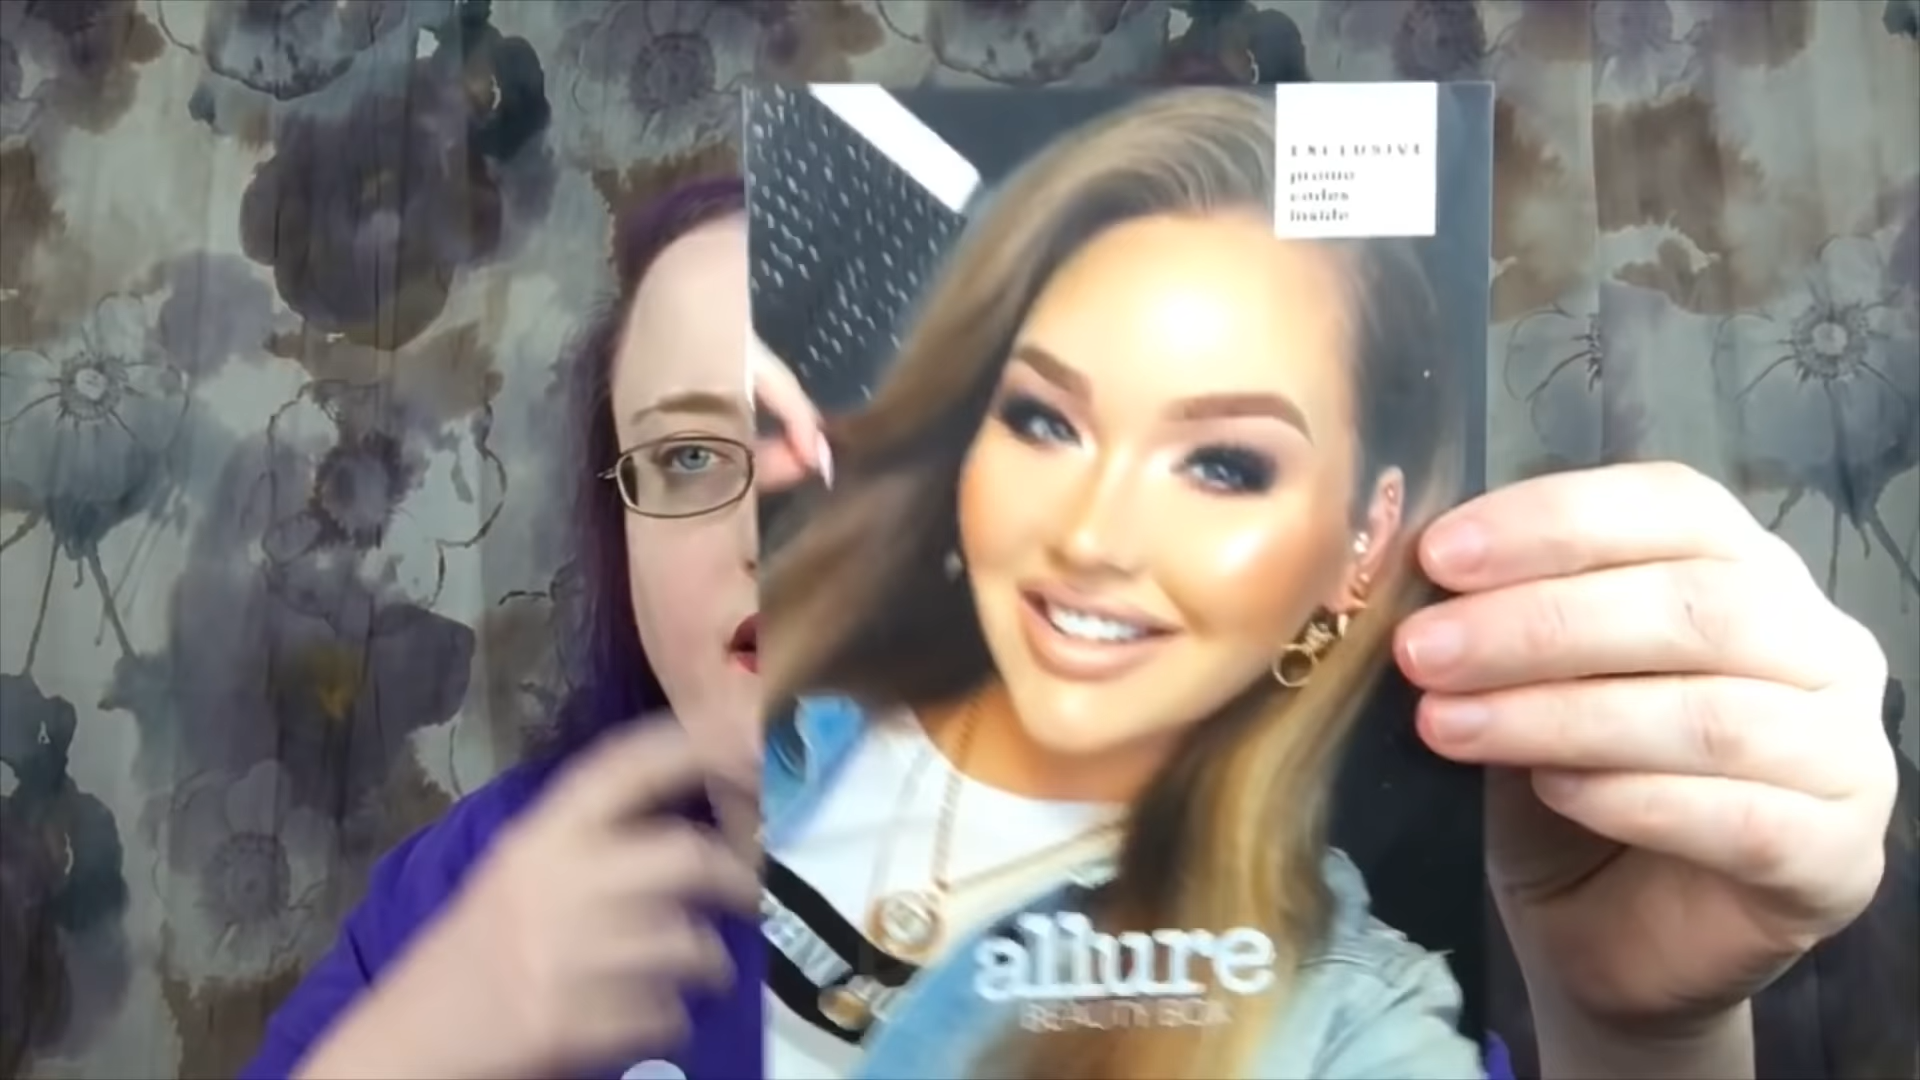 EXCLUSIVE
promo
codes
inside
allure
BEAUTY BOX